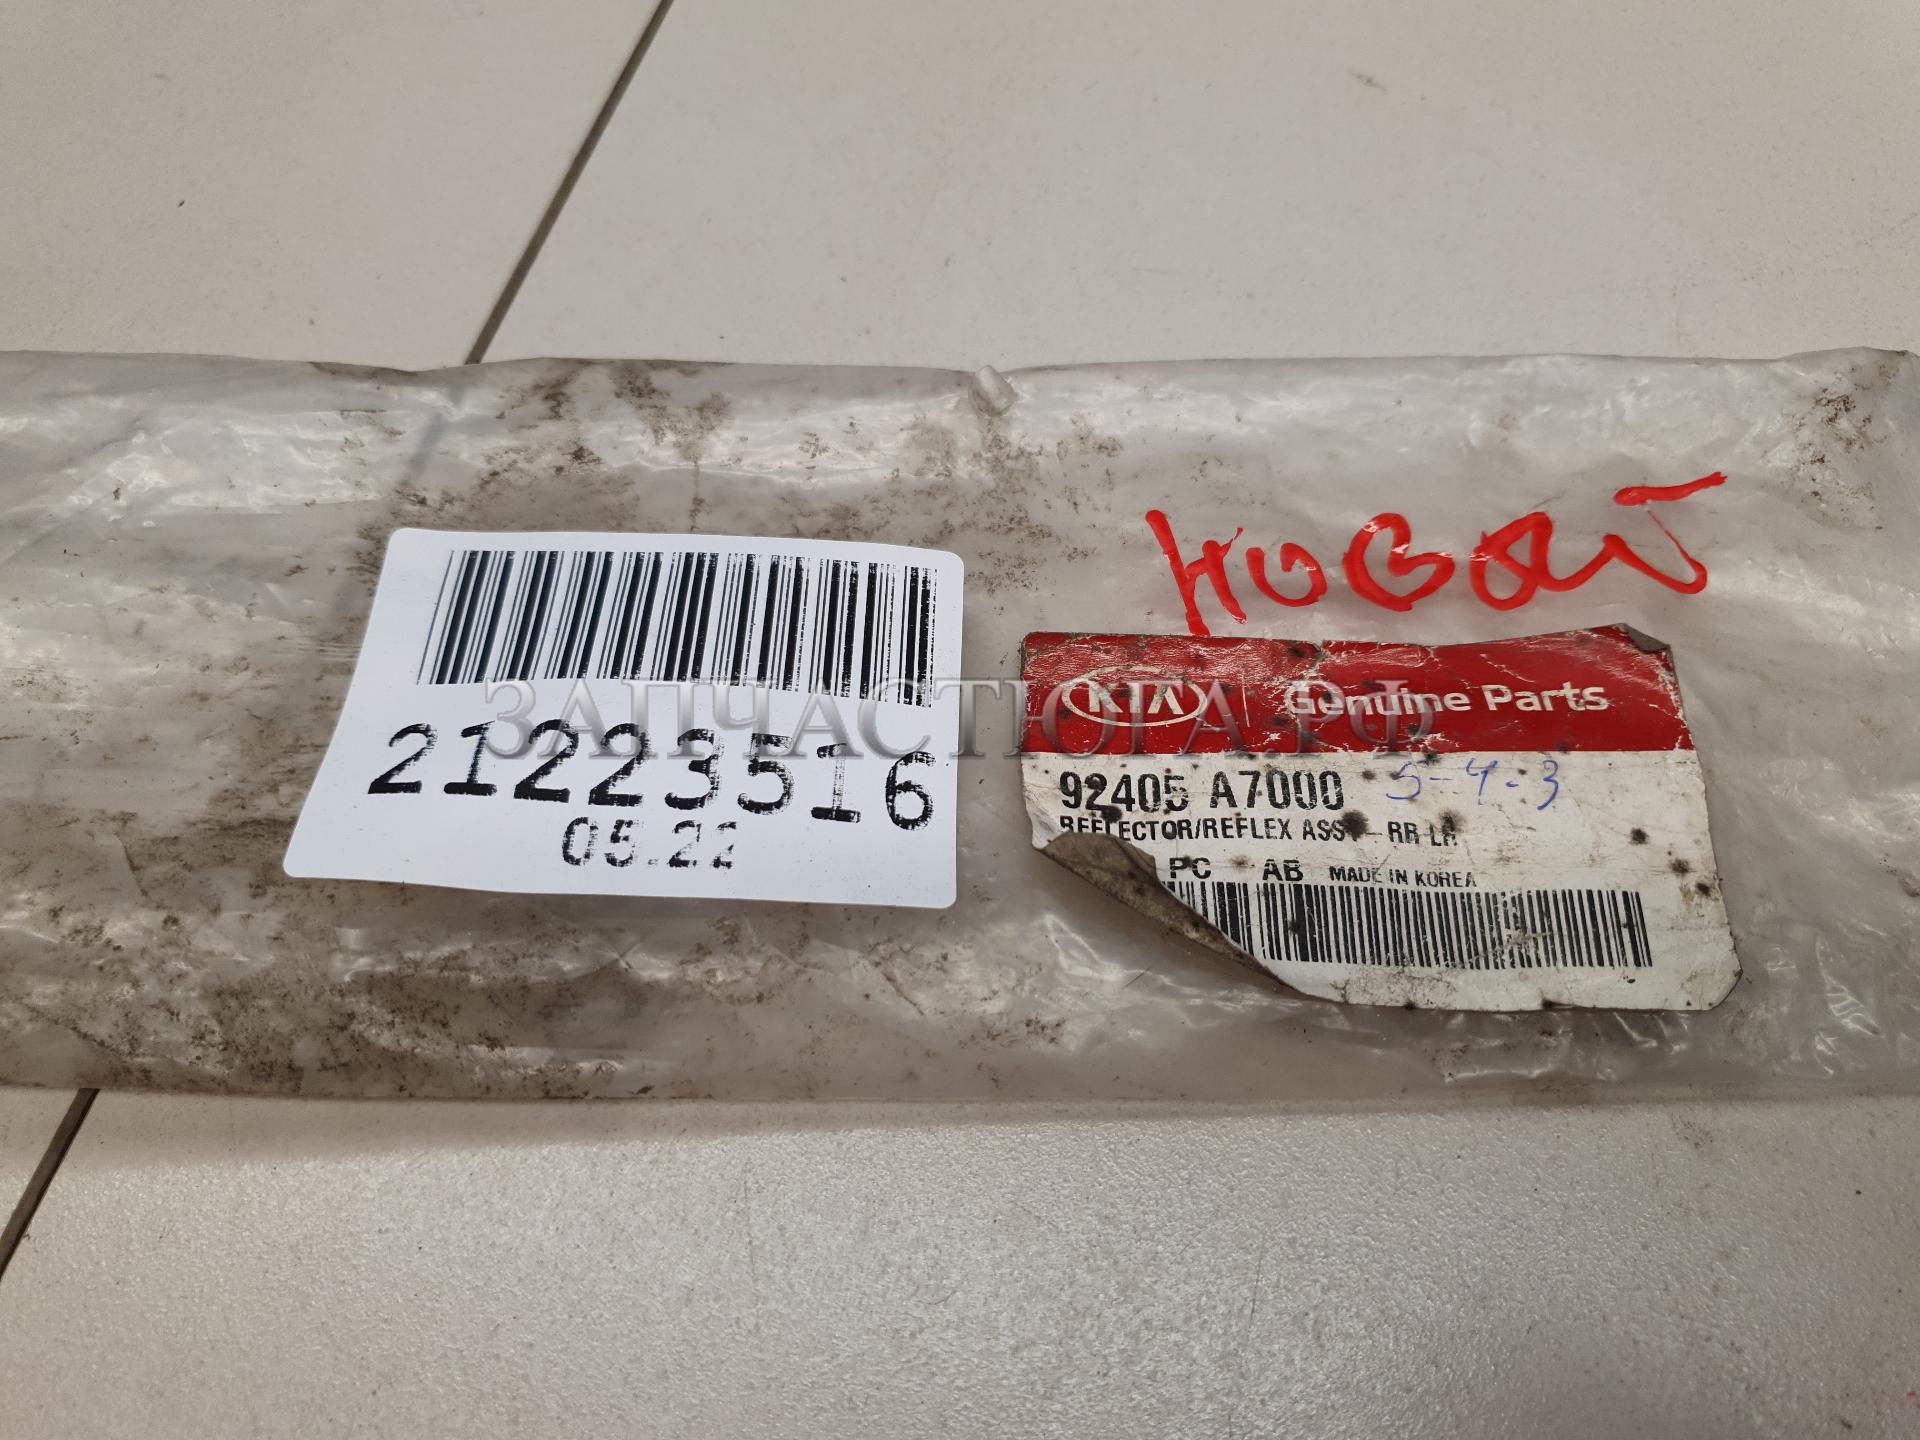 новой
KIA Genuine Parts
92405 A7000 5-4-3
REFLECTOR/REFLEX ASSY-RR LH
PC AB MADE IN KOREA
21223516
05.22
ЗАПЧАСТЮГА.РФ